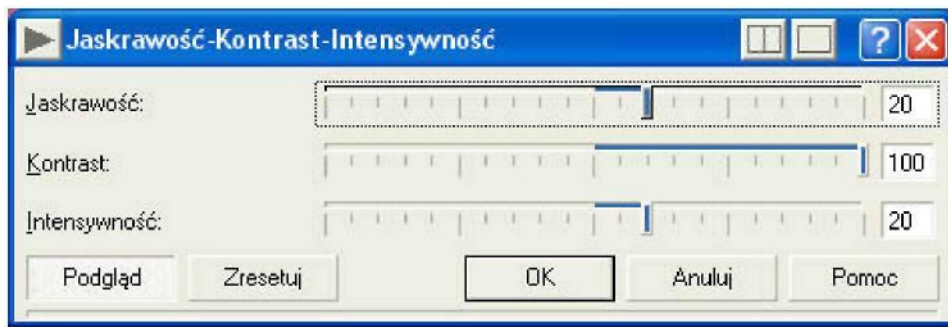 Jaskrawość-Kontrast-Intensywność
Jaskrawość: 20
Kontrast: 100
Intensywność: 20
Podgląd Zresetuj OK Anuluj Pomoc